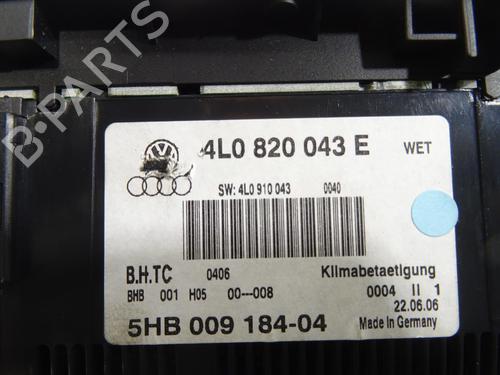 B-PARTS
4L0 820 043 E WET
SW: 4L0 910 043 0040
B.H.TC 0406 Klimabetaetigung
BHB 001 H05 00---008 0004 II 1
22.06.06
5HB 009 184-04 Made in Germany